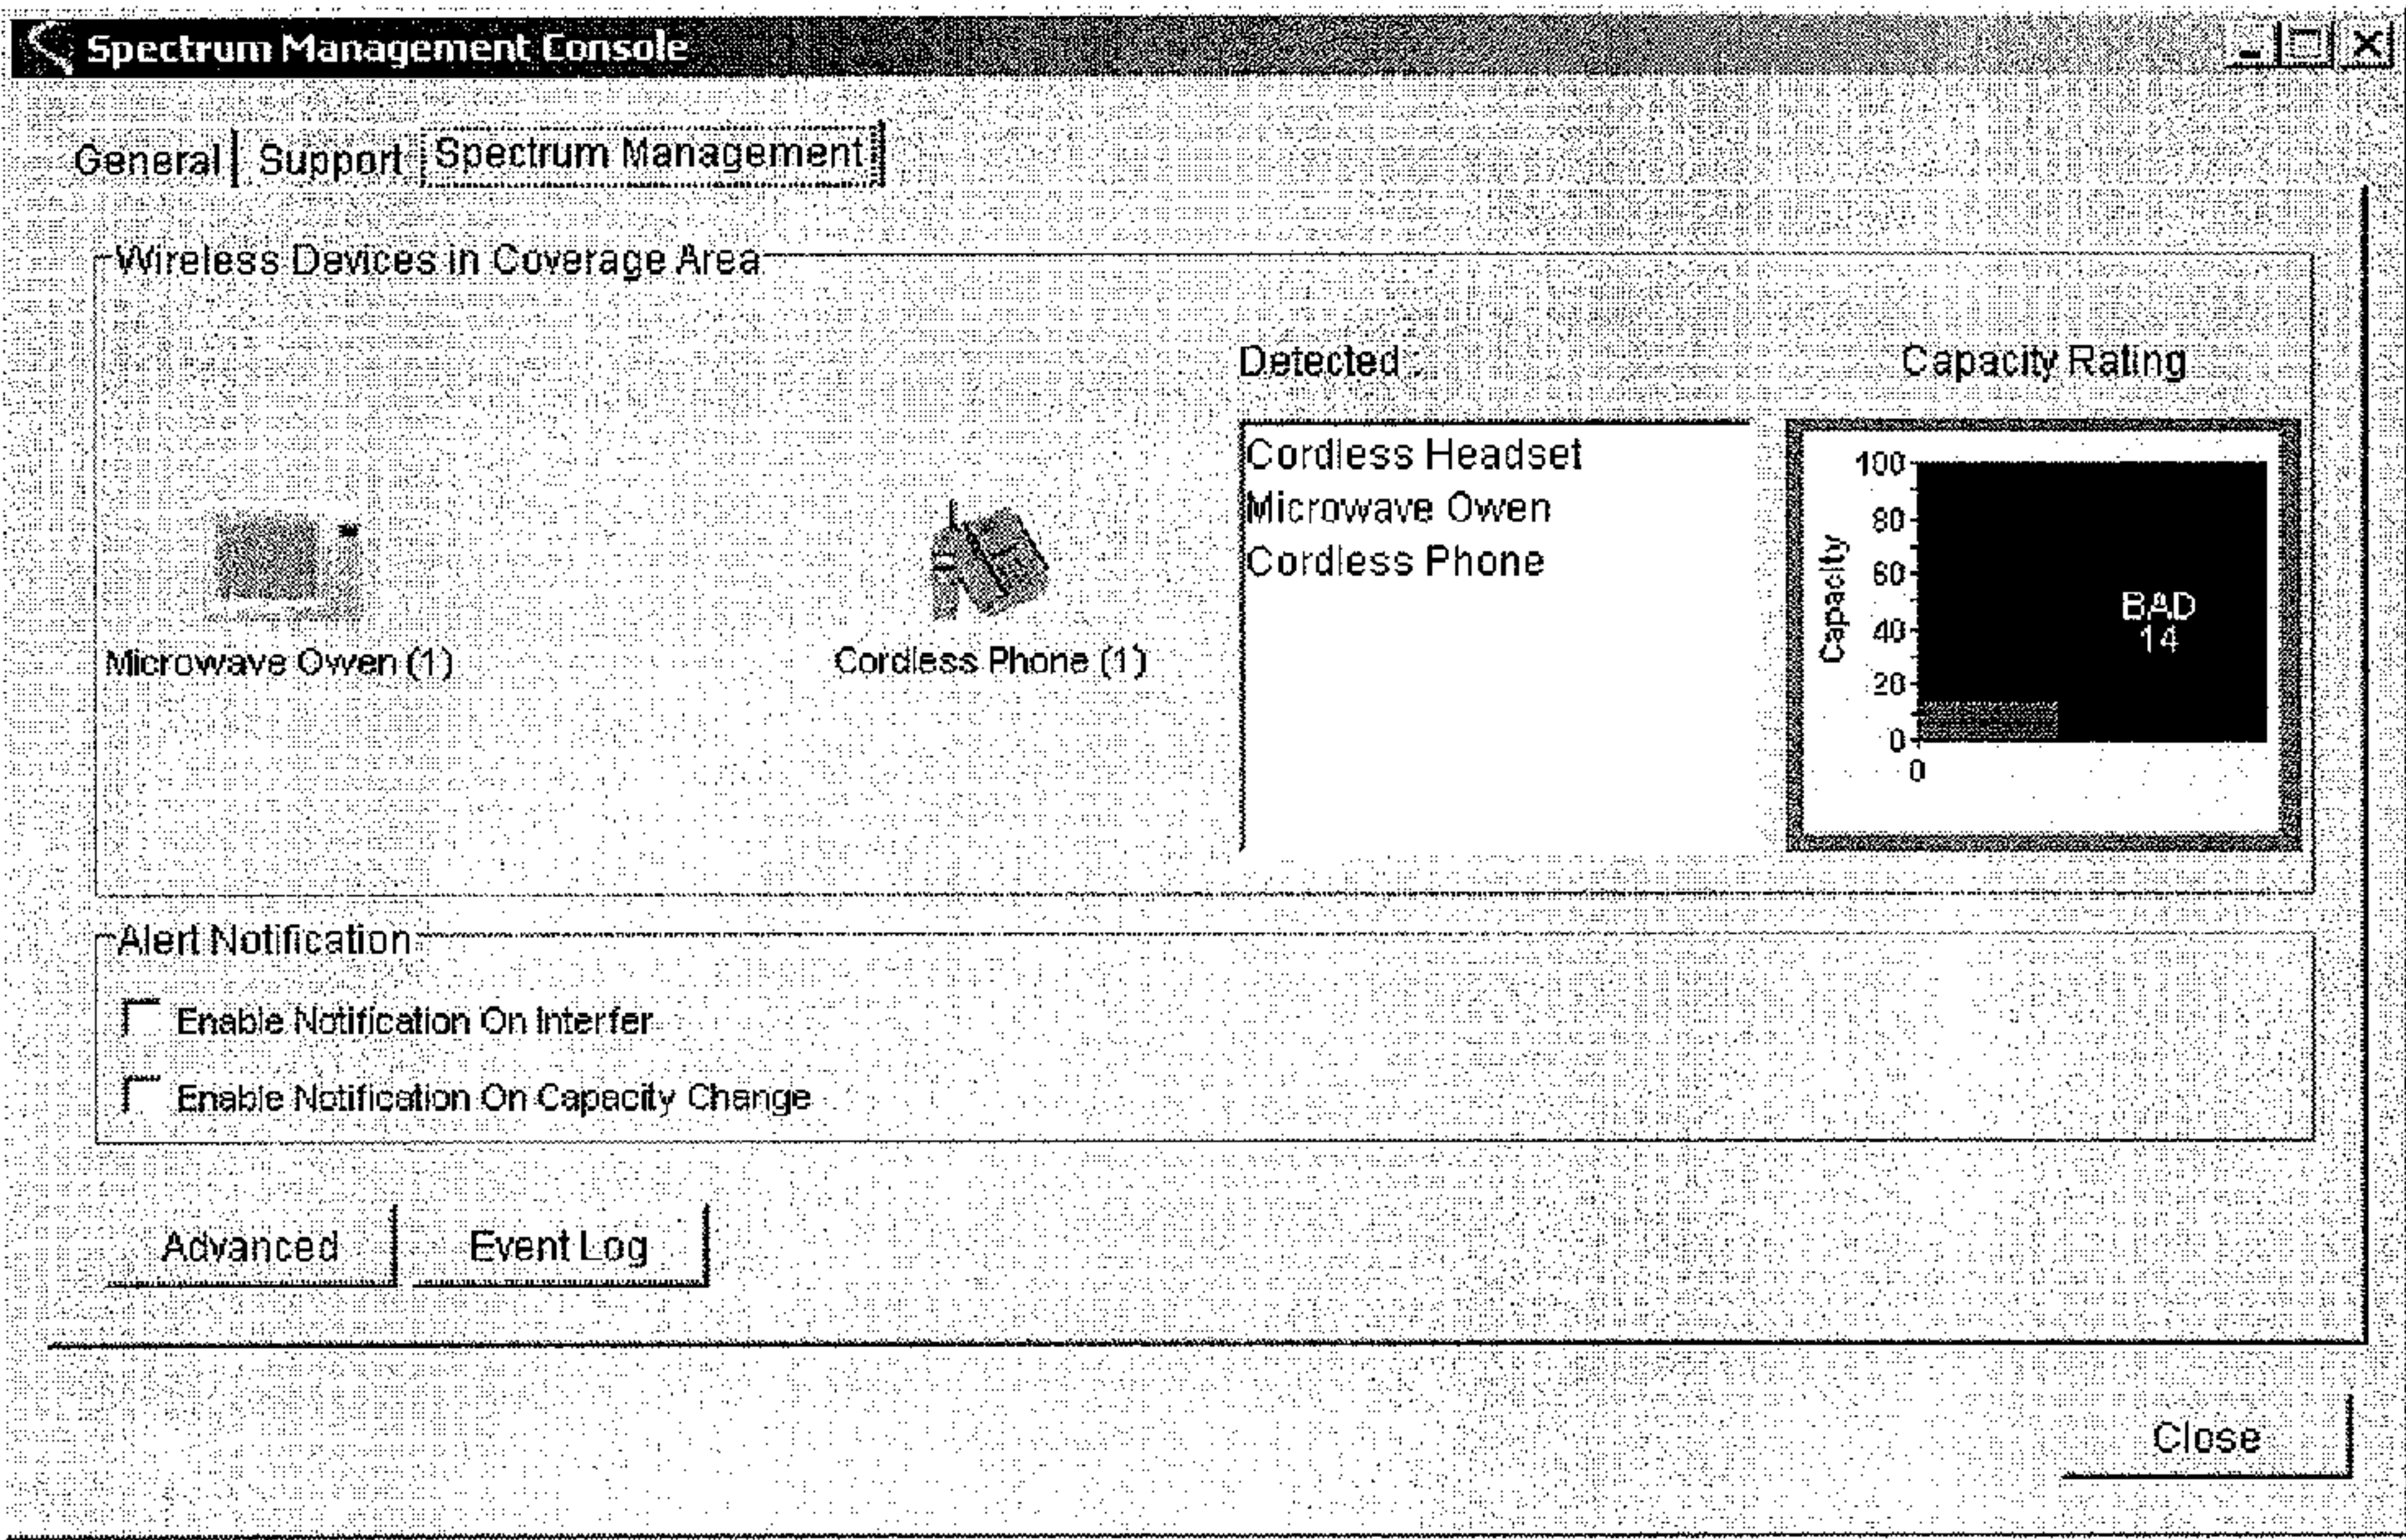 Spectrum Management Console
General Support Spectrum Management
Wireless Devices in Coverage Area
Detected :
Capacity Rating
Cordless Headset
Microwave Owen
Cordless Phone
Microwave Owen (1)
Cordless Phone (1)
Capacity
100
80
60
40
20
0
0
BAD
14
Alert Notification
Enable Notification On Interfer
Enable Notification On Capacity Change
Advanced Event Log
Close